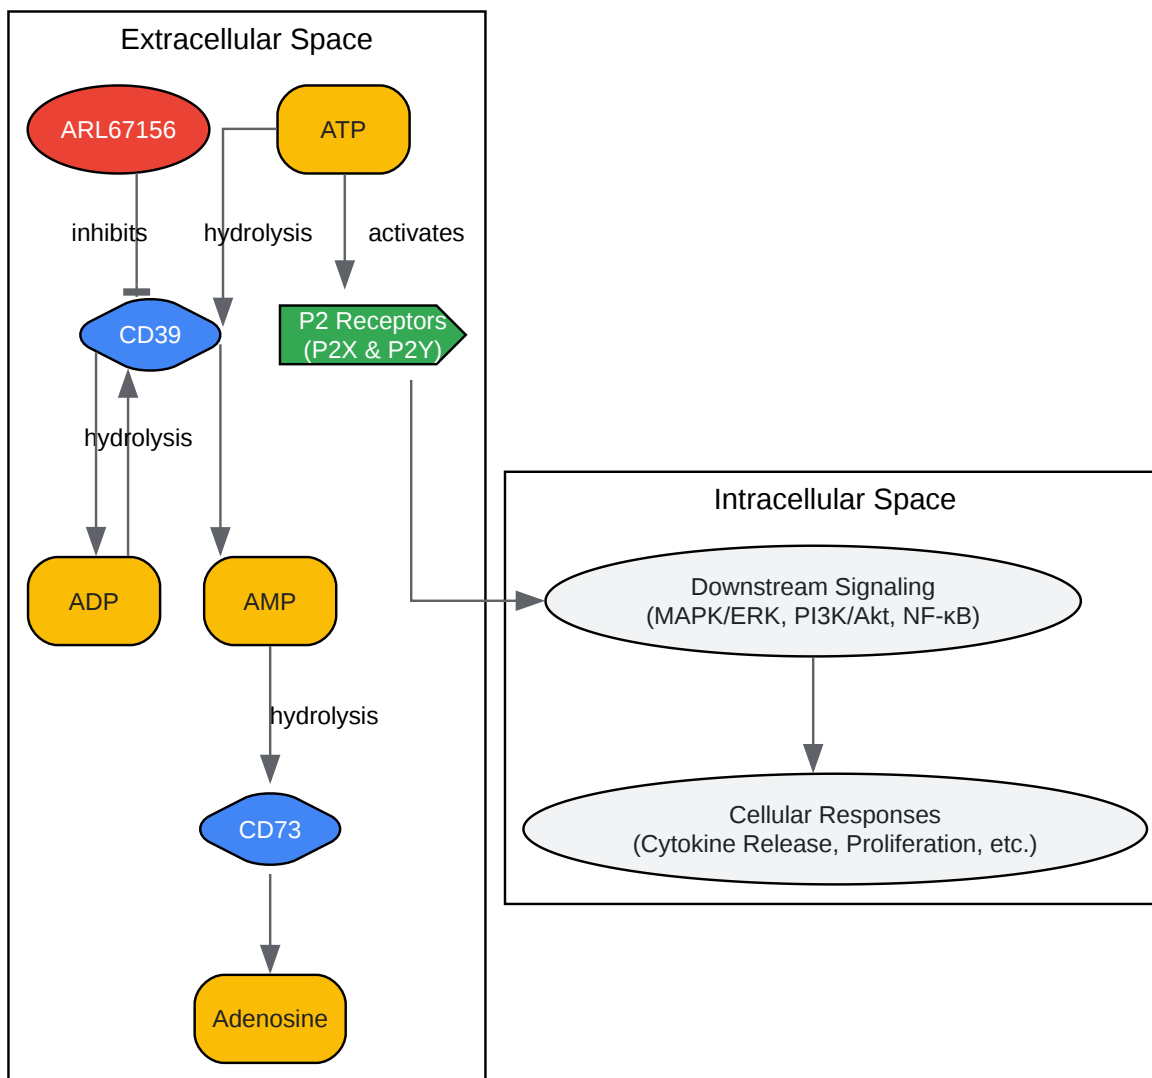 Extracellular Space
ARL67156
ATP
inhibits
hydrolysis
activates
CD39
P2 Receptors
(P2X & P2Y)
hydrolysis
ADP
AMP
hydrolysis
CD73
Adenosine
Intracellular Space
Downstream Signaling
(MAPK/ERK, PI3K/Akt, NF-κB)
Cellular Responses
(Cytokine Release, Proliferation, etc.)